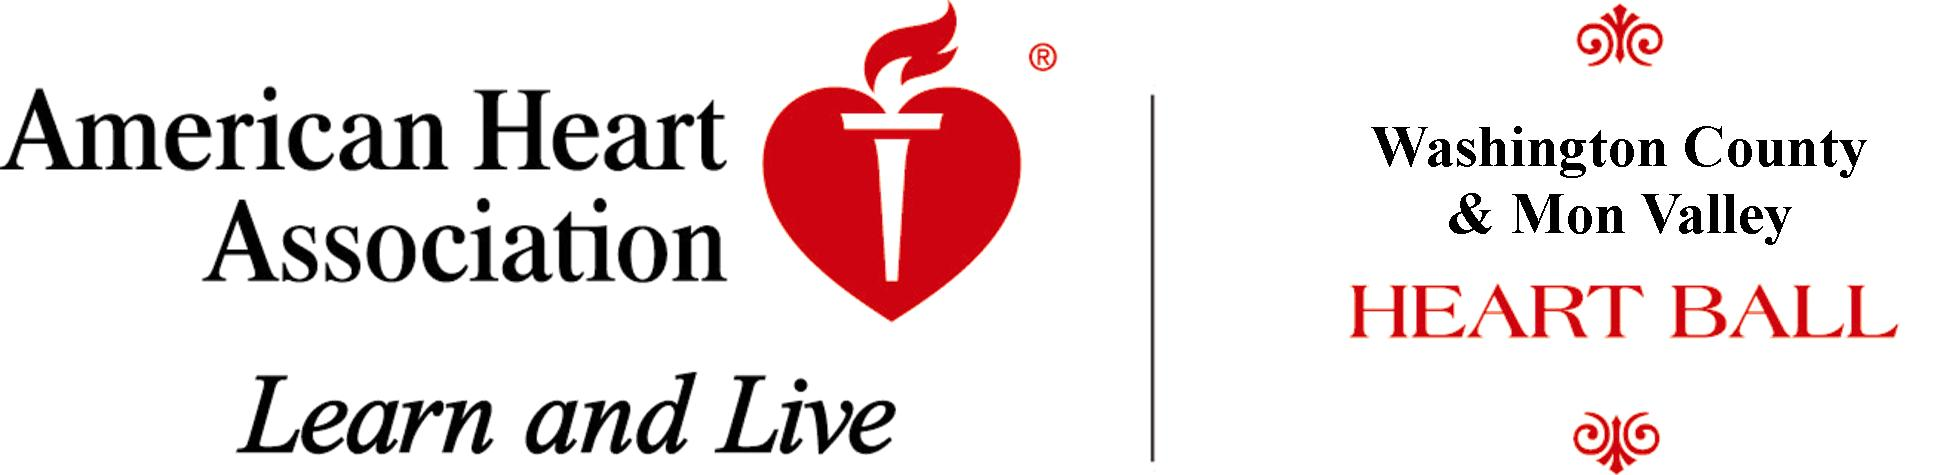 American Heart
Association
®
Learn and Live
Washington County
& Mon Valley
HEART BALL